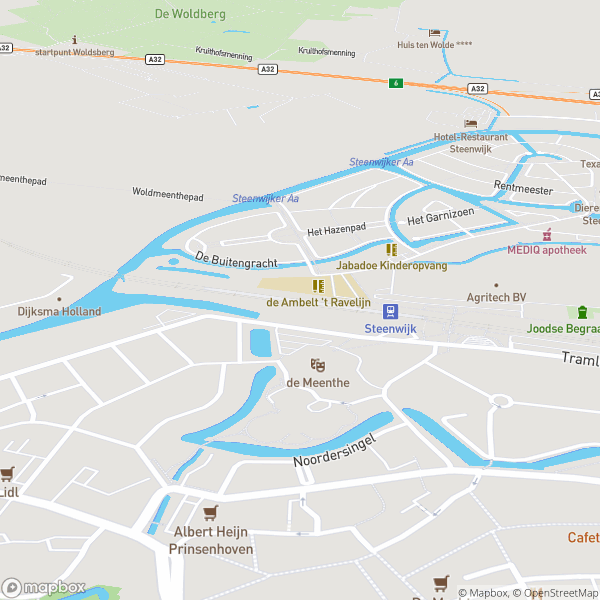 De Woldberg
startpunt Woldsberg
Kruithofsmenning
Kruithofsmenning
Huis ten Wolde ****
A32
A32
6
A32
Hotel-Restaurant
Steenwijk
Steenwijker Aa
Texa
meenthepad
Woldmeenthepad
Steenwijker Aa
Rentmeester
Dieren
Stee
Het Garnizoen
Het Hazenpad
MEDIQ apotheek
De Buitengracht
Jabadoe Kinderopvang
de Ambelt 't Ravelijn
Agritech BV
Dijksma Holland
Steenwijk
Joodse Begraa
Traml
de Meenthe
Noordersingel
Lidl
Albert Heijn
Prinsenhoven
Cafet
mapbox
© Mapbox, © OpenStreetMap